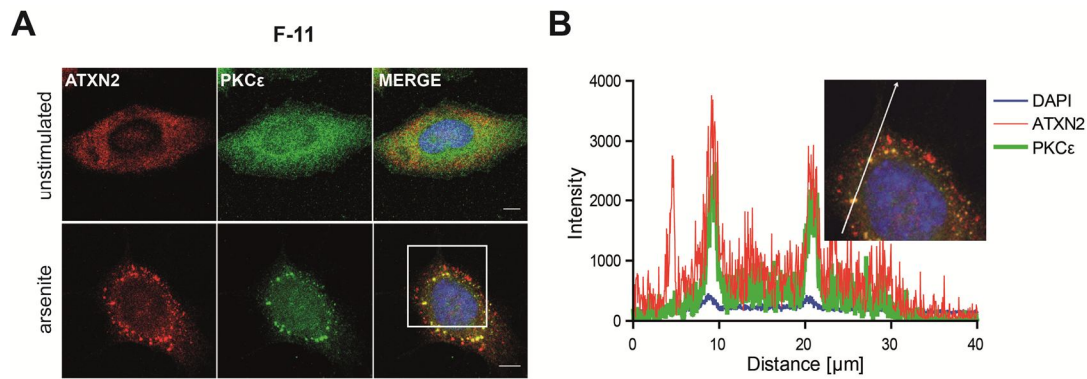 A
F-11
ATXN2 PKCε MERGE
unstimulated
arsenite
B
4000
3000
2000
1000
0
Intensity
0 10 20 30 40
Distance [µm]
DAPI
ATXN2
PKCε